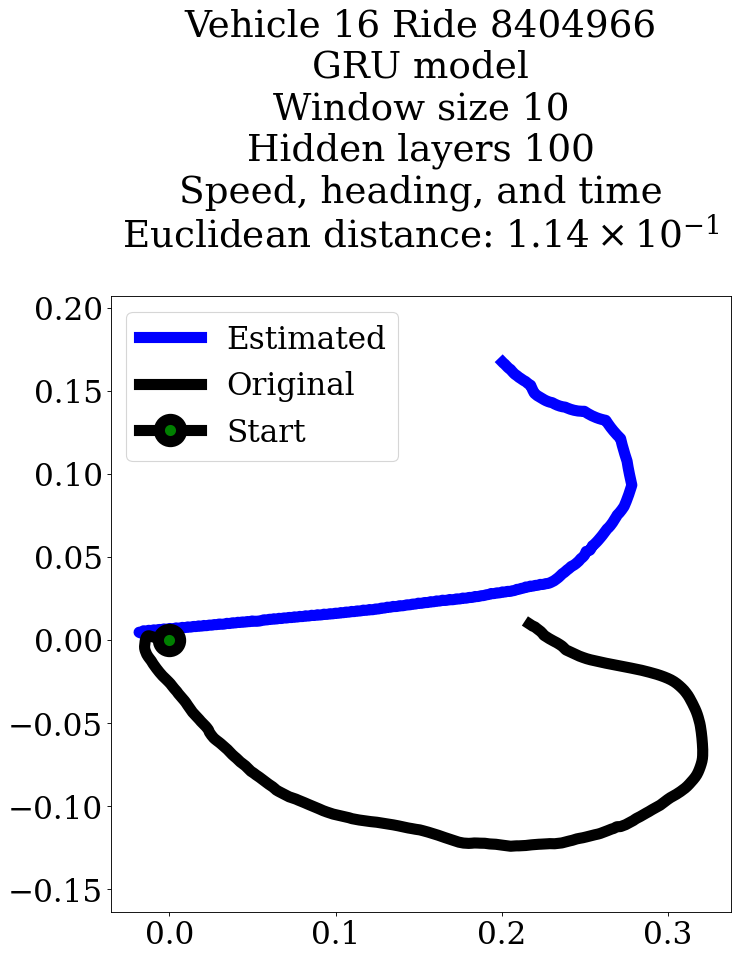 Vehicle 16 Ride 8404966
GRU model
Window size 10
Hidden layers 100
Speed, heading, and time
Euclidean distance: 1.14 × 10⁻¹
Estimated
Original
Start
0.20
0.15
0.10
0.05
0.00
−0.05
−0.10
−0.15
0.0 0.1 0.2 0.3